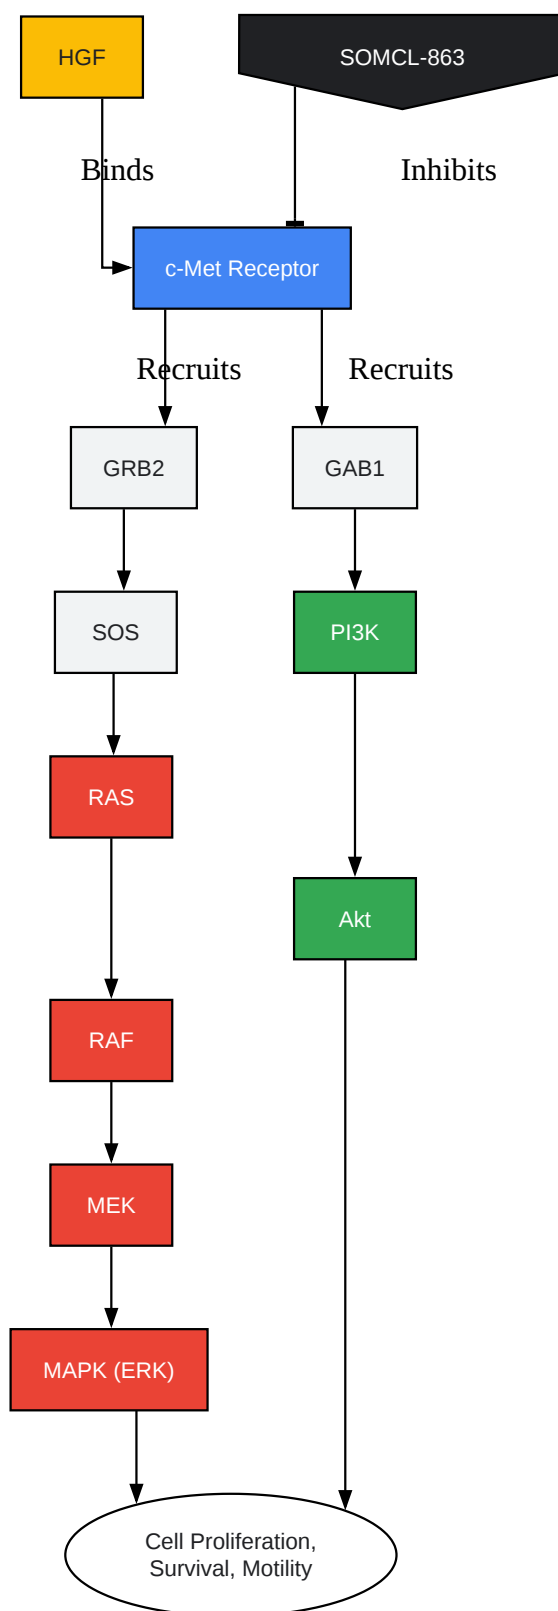 HGF
SOMCL-863
Binds
Inhibits
c-Met Receptor
Recruits
Recruits
GRB2
GAB1
SOS
PI3K
RAS
Akt
RAF
MEK
MAPK (ERK)
Cell Proliferation,
Survival, Motility